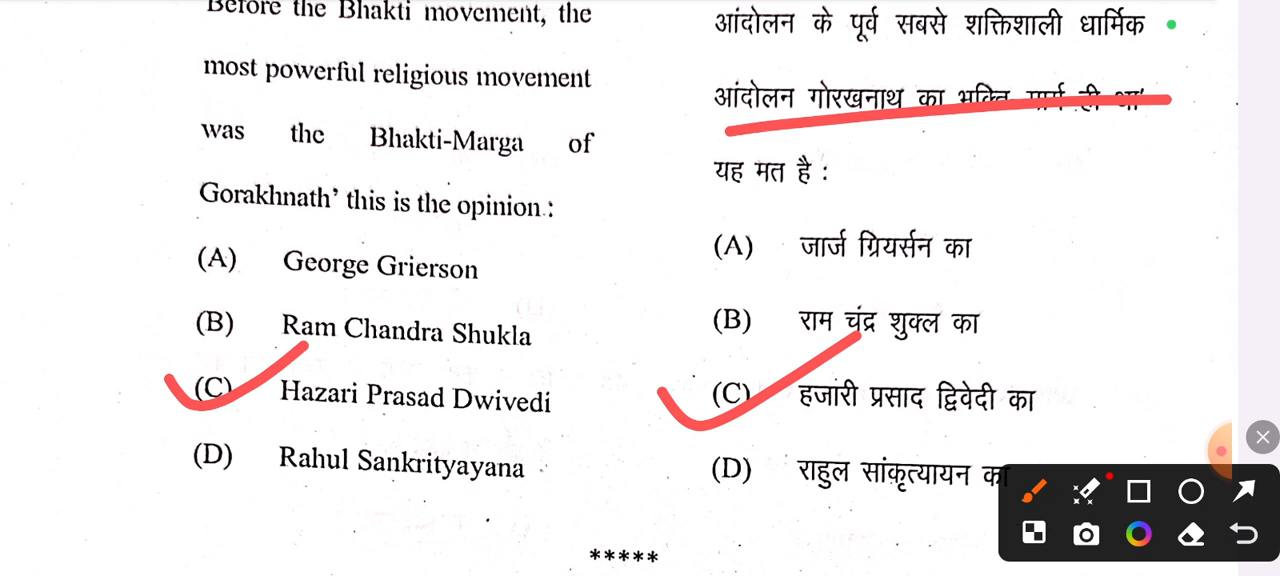 Before the Bhakti movement, the
most powerful religious movement
was the Bhakti-Marga of
Gorakhnath' this is the opinion :
(A) George Grierson
(B) Ram Chandra Shukla
(C) Hazari Prasad Dwivedi
(D) Rahul Sankrityayana
आंदोलन के पूर्व सबसे शक्तिशाली धार्मिक
आंदोलन गोरखनाथ का भक्ति मार्ग ही था'
यह मत है :
(A) जार्ज ग्रियर्सन का
(B) राम चंद्र शुक्ल का
(C) हजारी प्रसाद द्विवेदी का
(D) राहुल सांकृत्यायन का
*****